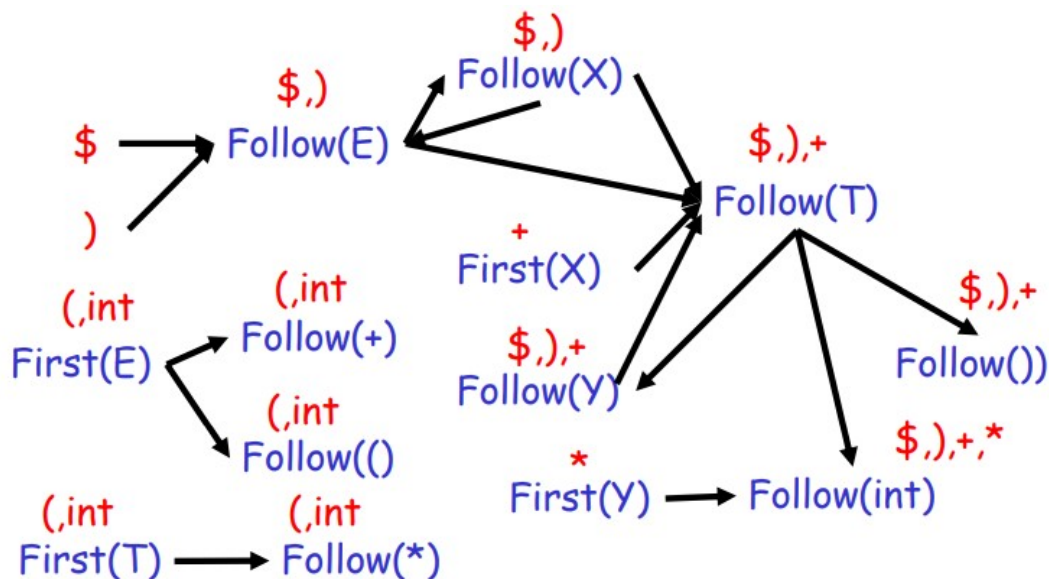 $,)
Follow(X)
$,)
Follow(E)
$
)
$,),+
Follow(T)
+
First(X)
(,int
First(E)
(,int
Follow(+)
(,int
Follow(()
$,),+
Follow(Y)
$,),+
Follow())
*
First(Y)
$,),+,*
Follow(int)
(,int
First(T)
(,int
Follow(*)